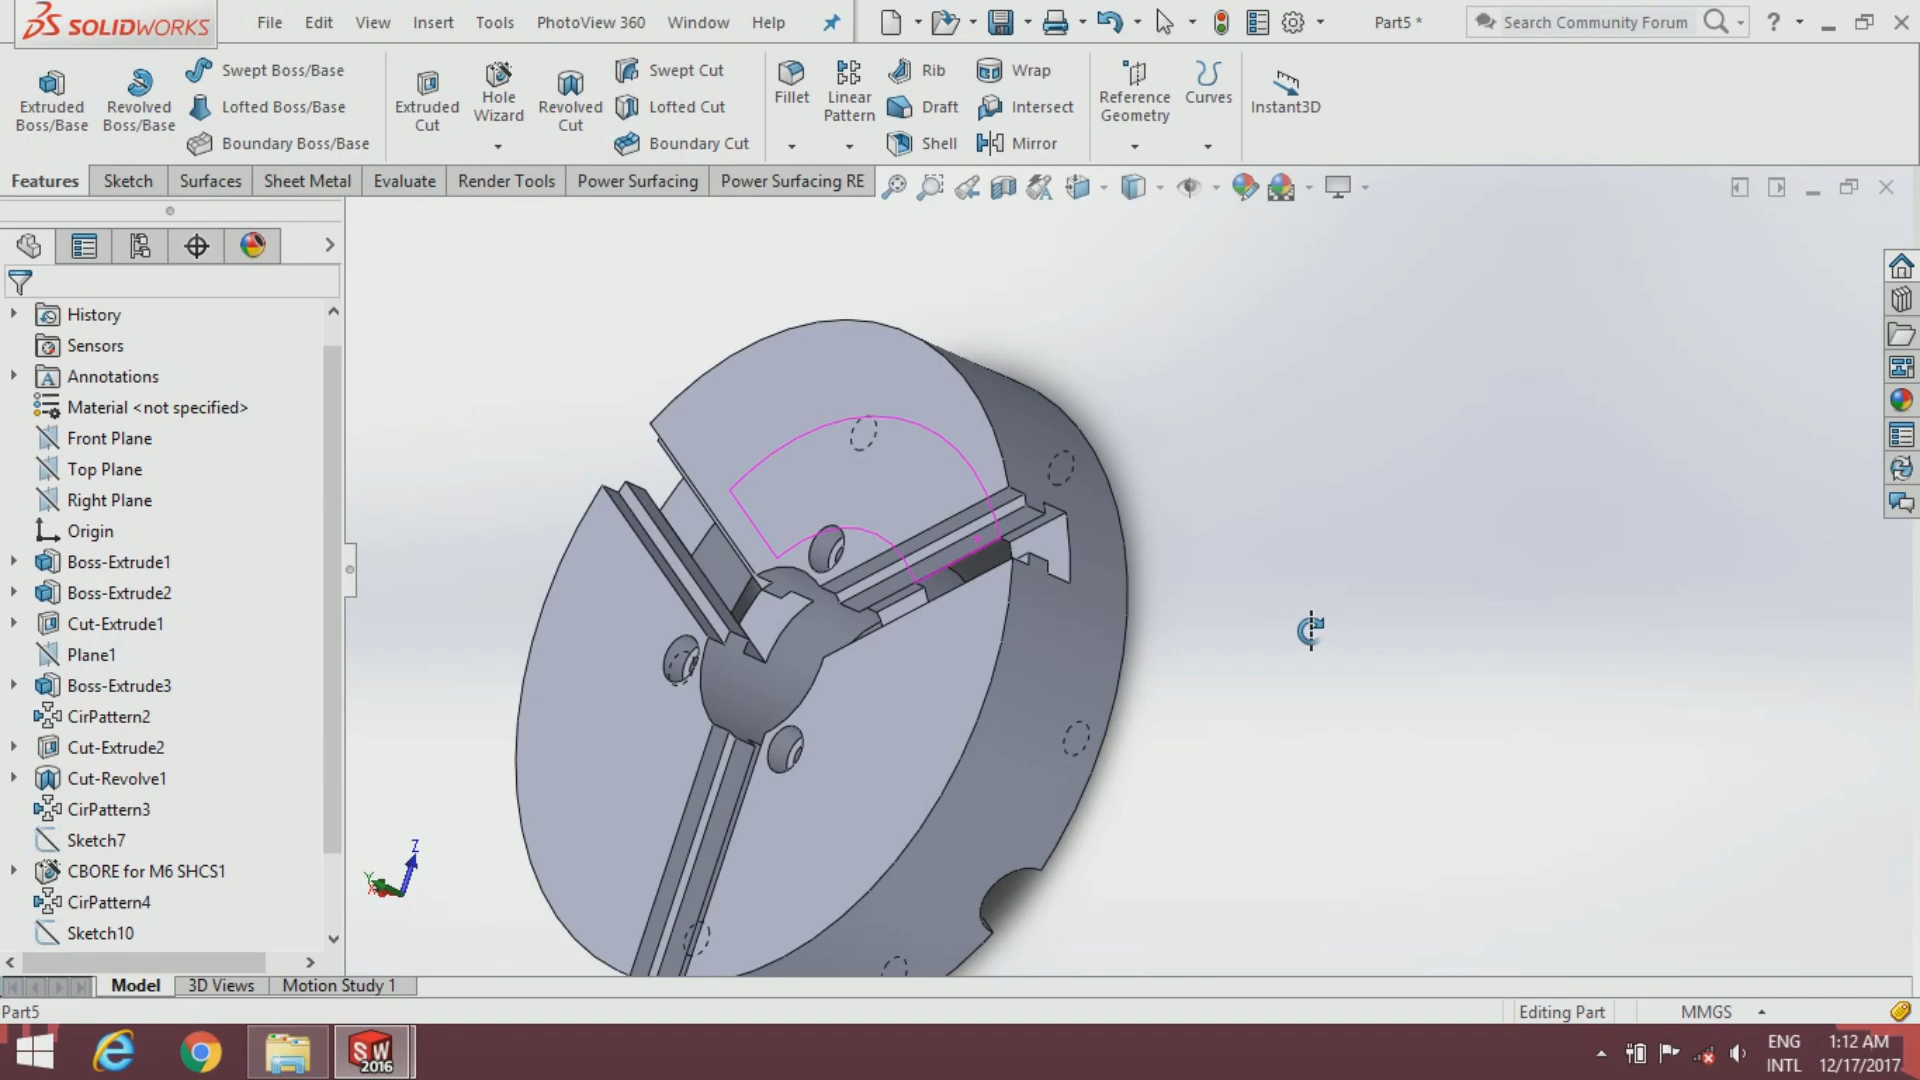 SOLIDWORKS File Edit View Insert Tools PhotoView 360 Window Help Part5 * Search Community Forum ?
Extruded Boss/Base
Revolved Boss/Base
Swept Boss/Base
Lofted Boss/Base
Boundary Boss/Base
Extruded Cut
Hole Wizard
Revolved Cut
Swept Cut
Lofted Cut
Boundary Cut
Fillet
Linear Pattern
Rib
Draft
Shell
Wrap
Intersect
Mirror
Reference Geometry
Curves
Instant3D
Features Sketch Surfaces Sheet Metal Evaluate Render Tools Power Surfacing Power Surfacing RE
History
Sensors
Annotations
Material <not specified>
Front Plane
Top Plane
Right Plane
Origin
Boss-Extrude1
Boss-Extrude2
Cut-Extrude1
Plane1
Boss-Extrude3
CirPattern2
Cut-Extrude2
Cut-Revolve1
CirPattern3
Sketch7
CBORE for M6 SHCS1
CirPattern4
Sketch10
Z
Y
X
Model 3D Views Motion Study 1
Part5 Editing Part MMGS
SW 2016
ENG INTL
1:12 AM
12/17/2017